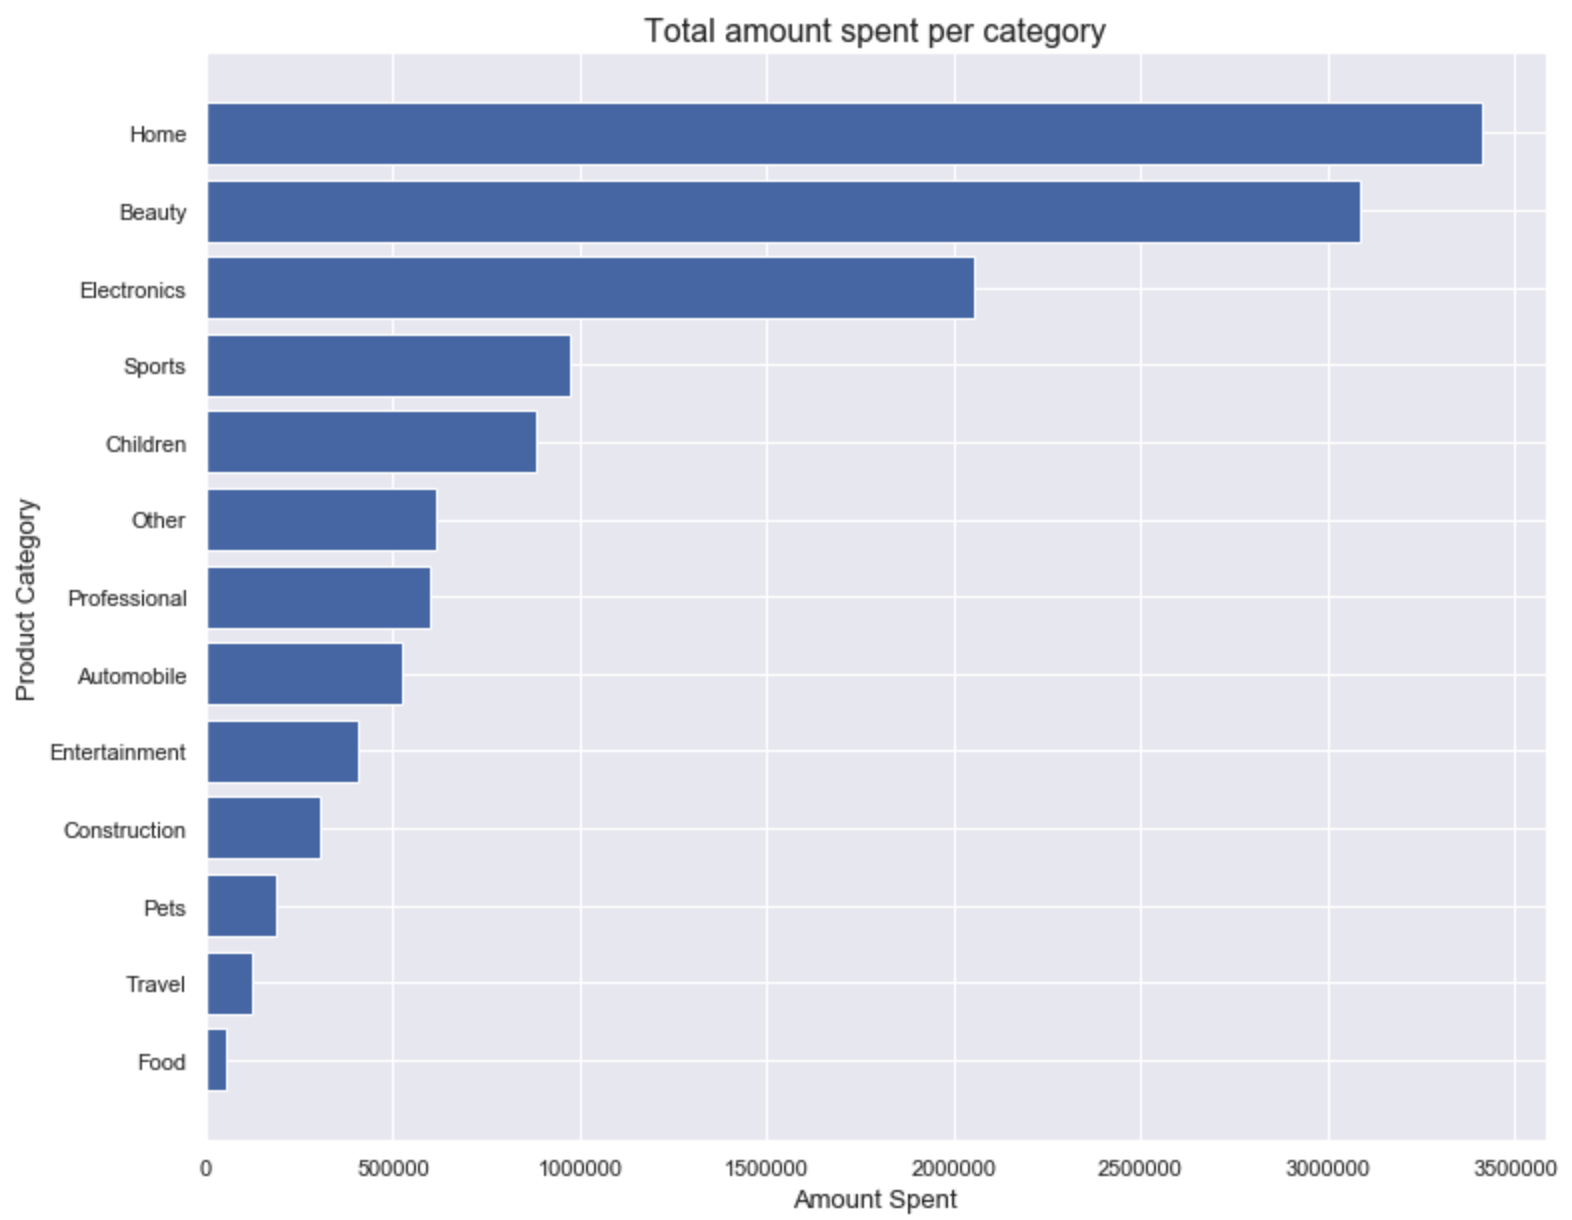 Total amount spent per category
Home
Beauty
Electronics
Sports
Children
Other
Professional
Automobile
Entertainment
Construction
Pets
Travel
Food
Product Category
0 500000 1000000 1500000 2000000 2500000 3000000 3500000
Amount Spent